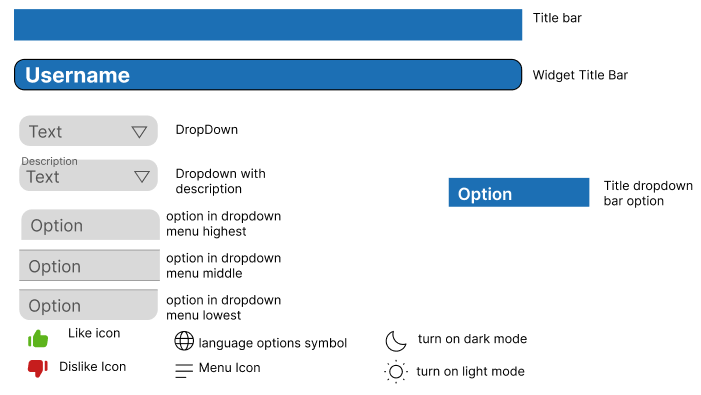 Title bar
Username
Widget Title Bar
Text
DropDown
Description
Text
Dropdown with
description
Option
Title dropdown
bar option
Option
option in dropdown
menu highest
Option
option in dropdown
menu middle
Option
option in dropdown
menu lowest
Like icon
language options symbol
turn on dark mode
Dislike Icon
Menu Icon
turn on light mode